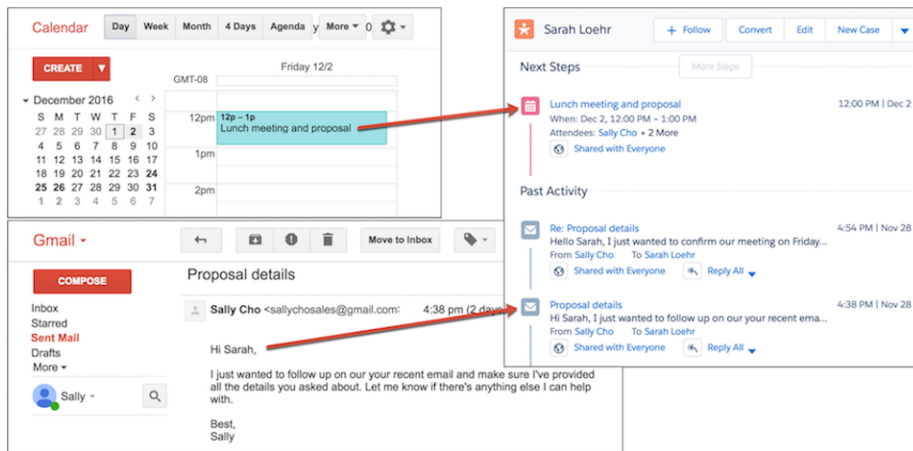 Calendar
Day Week Month 4 Days Agenda y More 0
CREATE
Friday 12/2
GMT-08
December 2016
S M T W T F S
27 28 29 30 1 2 3
4 5 6 7 8 9 10
11 12 13 14 15 16 17
18 19 20 21 22 23 24
25 26 27 28 29 30 31
1 2 3 4 5 6 7
12pm
12p – 1p
Lunch meeting and proposal
1pm
2pm
Gmail
Move to Inbox
COMPOSE
Inbox
Starred
Sent Mail
Drafts
More
Sally
Proposal details
Sally Cho <sallychosales@gmail.com> 4:38 pm (2 days
Hi Sarah,
I just wanted to follow up on our your recent email and make sure I've provided
all the details you asked about. Let me know if there's anything else I can help
with.
Best,
Sally
Sarah Loehr
+ Follow Convert Edit New Case
Next Steps
More Steps
Lunch meeting and proposal 12:00 PM | Dec 2
When: Dec 2, 12:00 PM – 1:00 PM
Attendees: Sally Cho + 2 More
Shared with Everyone
Past Activity
Re: Proposal details 4:54 PM | Nov 28
Hello Sarah, I just wanted to confirm our meeting on Friday...
From Sally Cho To Sarah Loehr
Shared with Everyone Reply All
Proposal details 4:38 PM | Nov 28
Hi Sarah, I just wanted to follow up on our your recent ema...
From Sally Cho To Sarah Loehr
Shared with Everyone Reply All